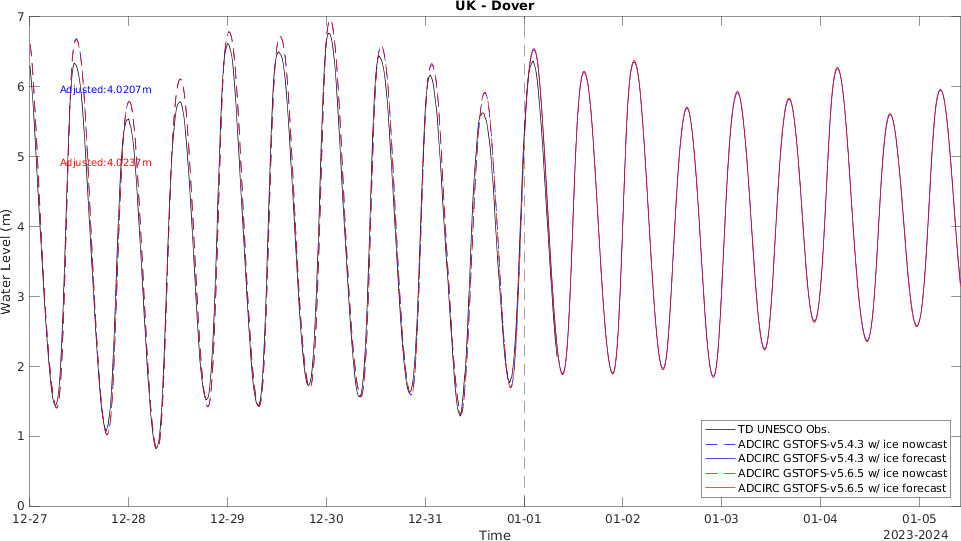 UK - Dover
7
6
5
4
3
2
1
0
Water Level (m)
Adjusted:4.0207m
Adjusted:4.0237m
TD UNESCO Obs.
ADCIRC GSTOFS-v5.4.3 w/ ice nowcast
ADCIRC GSTOFS-v5.4.3 w/ ice forecast
ADCIRC GSTOFS-v5.6.5 w/ ice nowcast
ADCIRC GSTOFS-v5.6.5 w/ ice forecast
12-27 12-28 12-29 12-30 12-31 01-01 01-02 01-03 01-04 01-05
Time
2023-2024